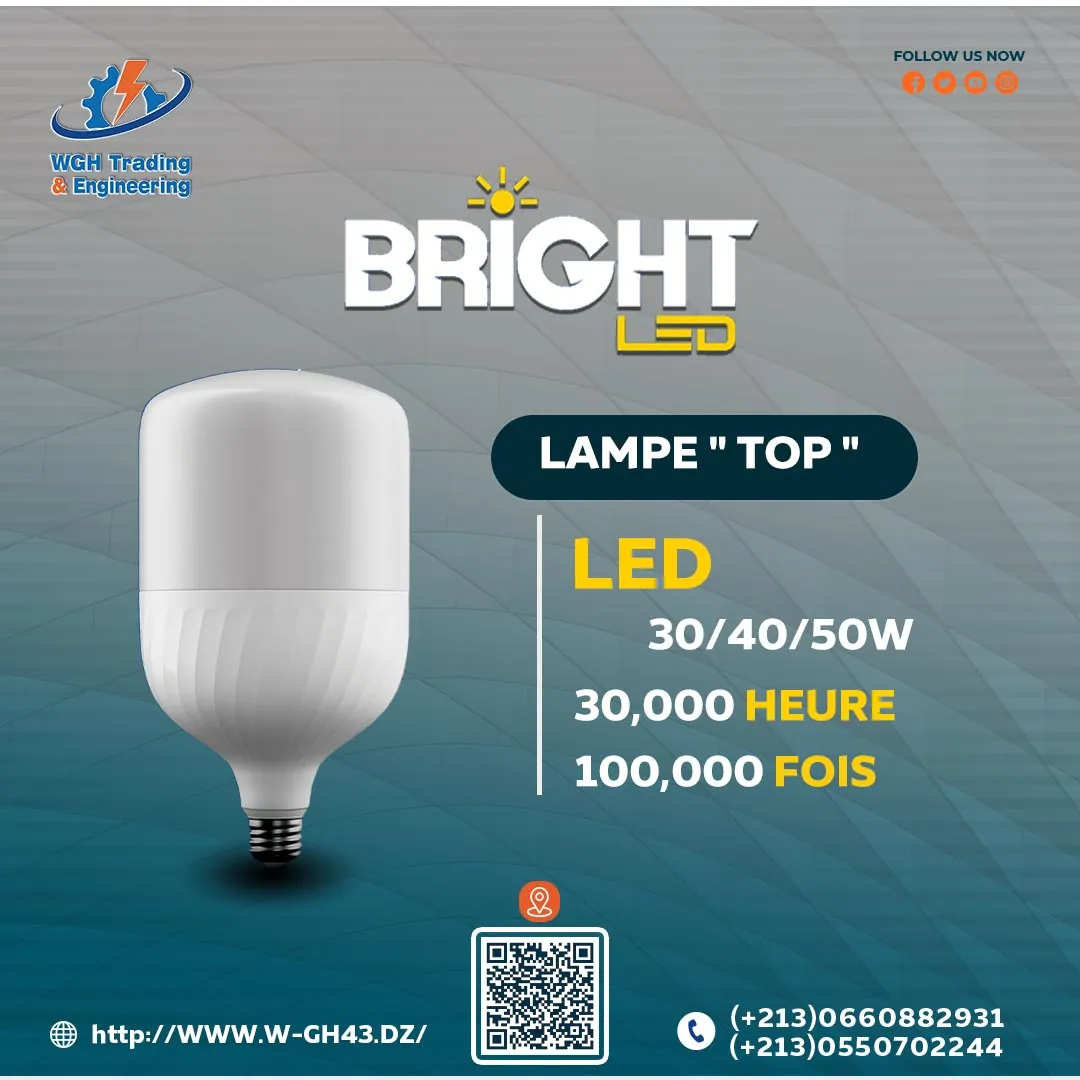 FOLLOW US NOW
WGH Trading
& Engineering
BRIGHT
LED
LAMPE " TOP "
LED
30/40/50W
30,000 HEURE
100,000 FOIS
http://WWW.W-GH43.DZ/
(+213)0660882931
(+213)0550702244